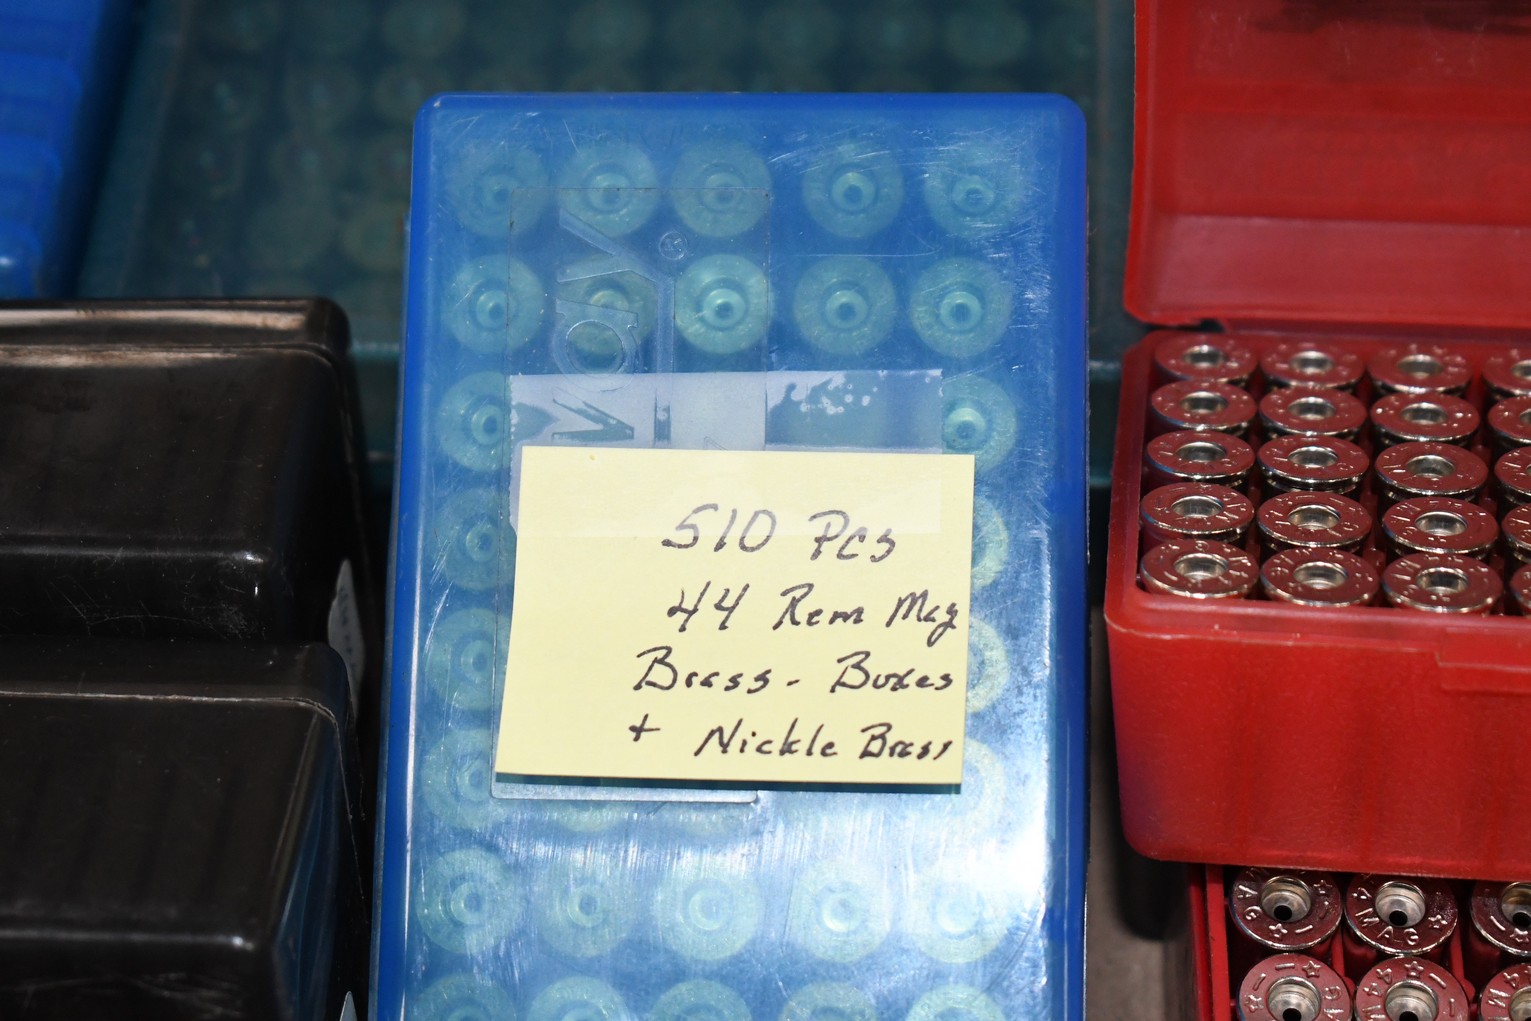 510 Pcs
44 Rem Mag
Brass - Boxes
+ Nickle Brass